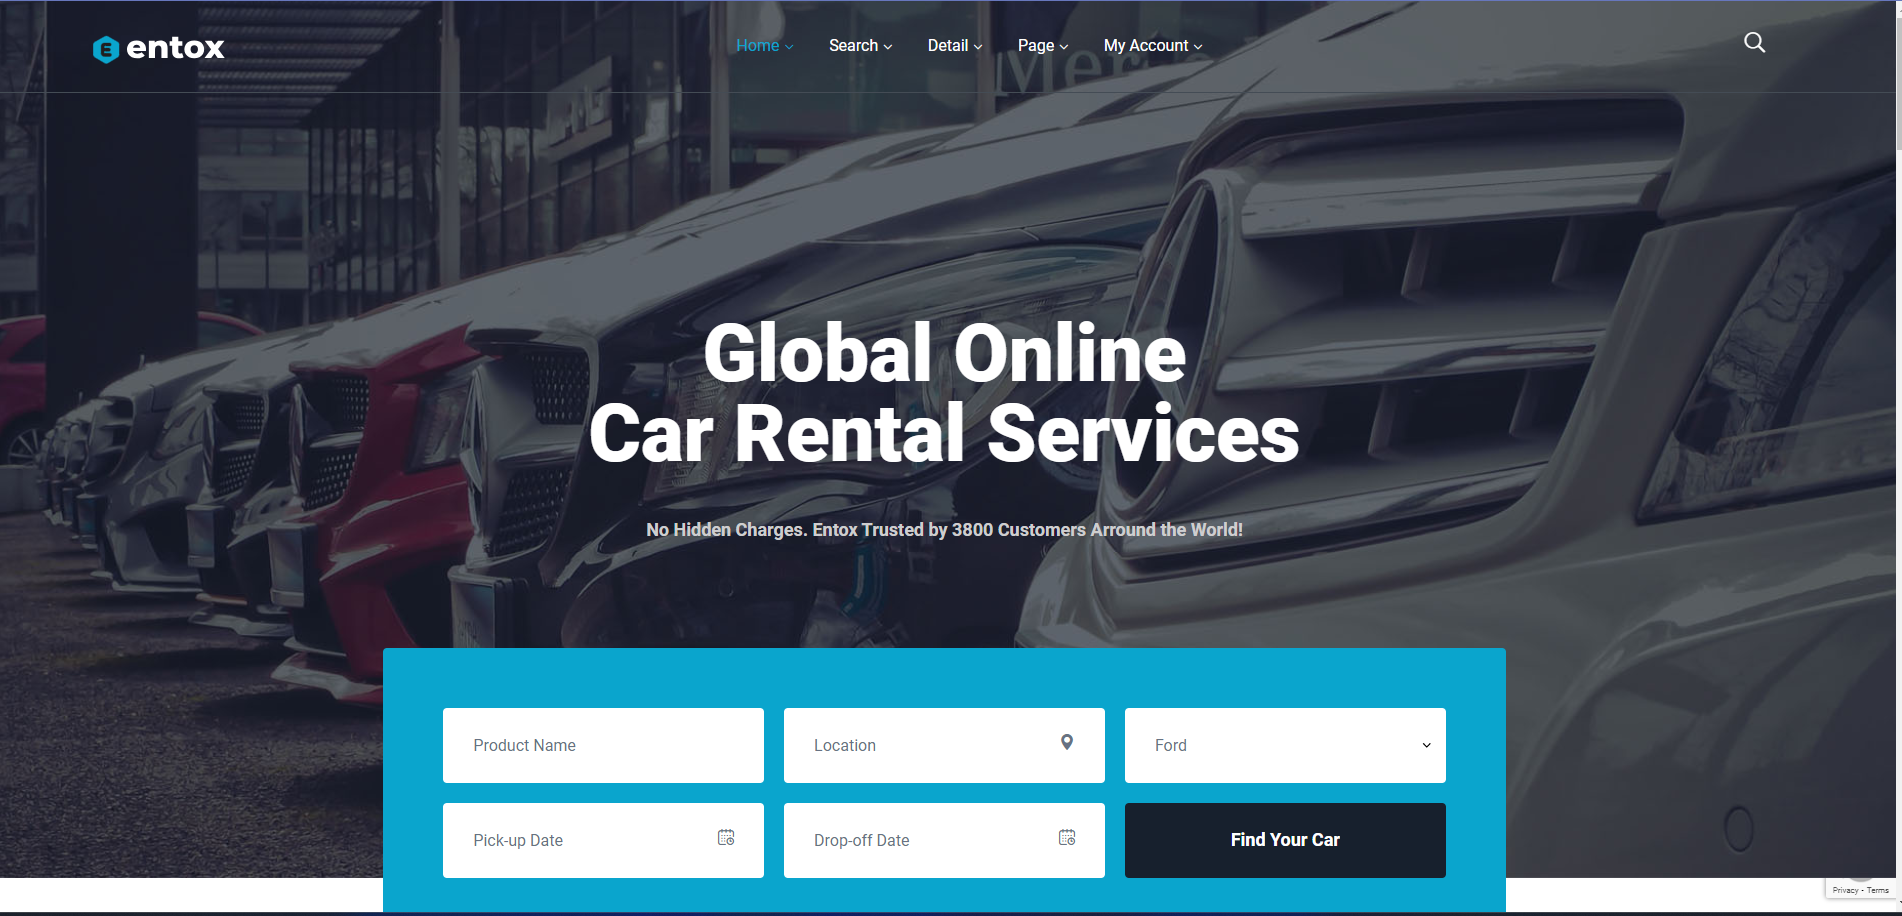 entox
Home Search Detail Page My Account
Global Online
Car Rental Services
No Hidden Charges. Entox Trusted by 3800 Customers Arround the World!
Product Name Location Ford
Pick-up Date Drop-off Date Find Your Car
Privacy - Terms